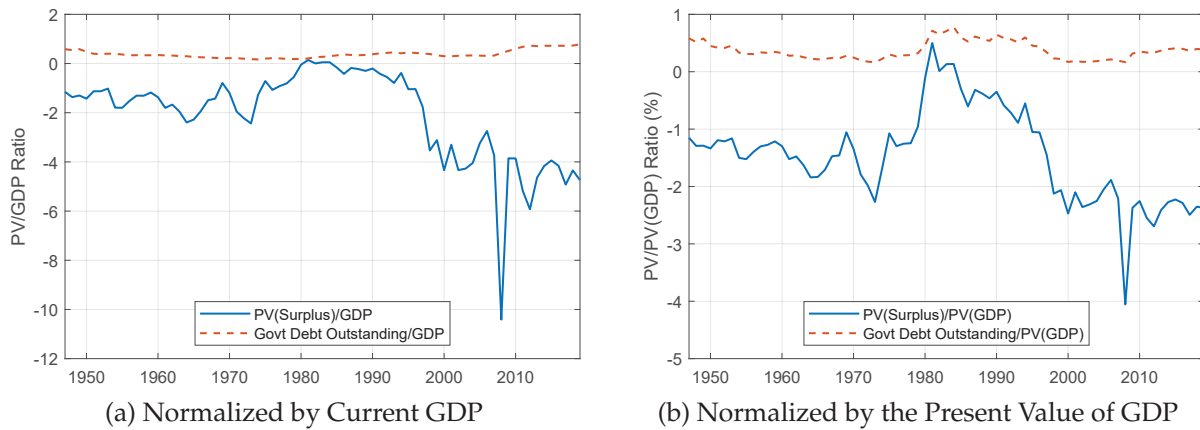 2
0
-2
-4
-6
-8
-10
-12
PV/GDP Ratio
PV(Surplus)/GDP
Govt Debt Outstanding/GDP
1950 1960 1970 1980 1990 2000 2010
(a) Normalized by Current GDP
1
0
-1
-2
-3
-4
-5
PV/PV(GDP) Ratio (%)
PV(Surplus)/PV(GDP)
Govt Debt Outstanding/PV(GDP)
1950 1960 1970 1980 1990 2000 2010
(b) Normalized by the Present Value of GDP